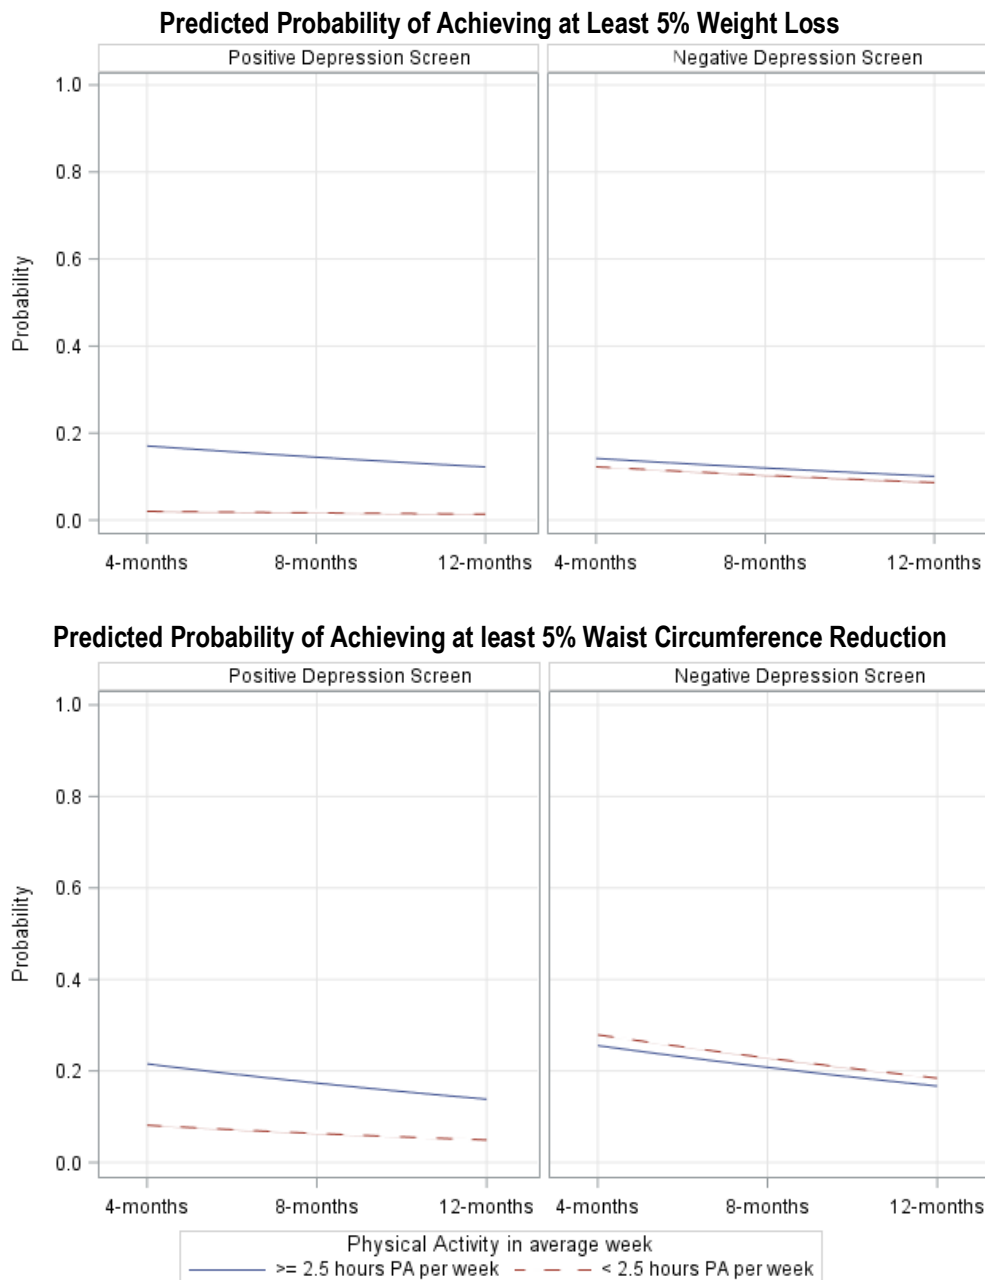 Predicted Probability of Achieving at Least 5% Weight Loss
Positive Depression Screen
Negative Depression Screen
1.0
0.8
0.6
0.4
0.2
0.0
Probability
4-months 8-months 12-months 4-months 8-months 12-months
Predicted Probability of Achieving at least 5% Waist Circumference Reduction
Positive Depression Screen
Negative Depression Screen
1.0
0.8
0.6
0.4
0.2
0.0
Probability
4-months 8-months 12-months 4-months 8-months 12-months
Physical Activity in average week
>= 2.5 hours PA per week < 2.5 hours PA per week